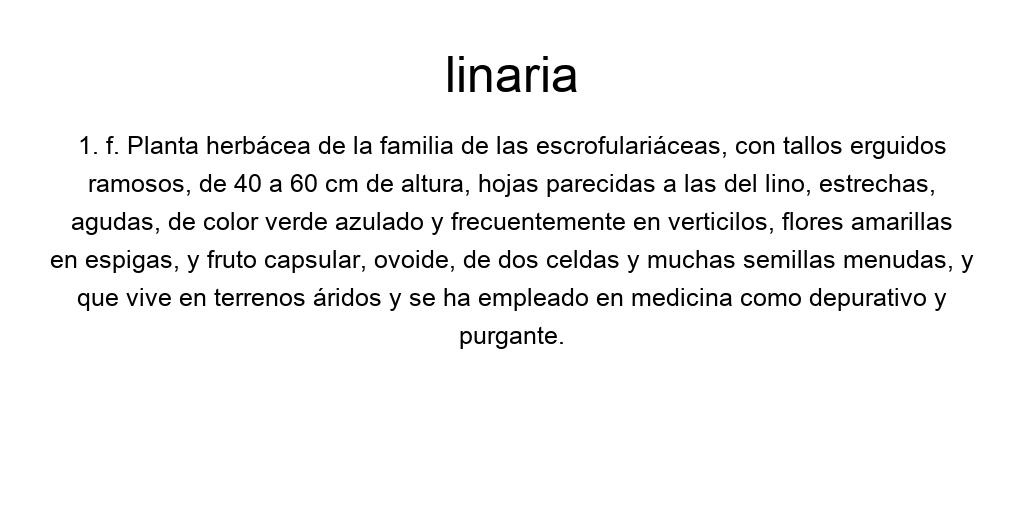 linaria
1. f. Planta herbácea de la familia de las escrofulariáceas, con tallos erguidos
ramosos, de 40 a 60 cm de altura, hojas parecidas a las del lino, estrechas,
agudas, de color verde azulado y frecuentemente en verticilos, flores amarillas
en espigas, y fruto capsular, ovoide, de dos celdas y muchas semillas menudas, y
que vive en terrenos áridos y se ha empleado en medicina como depurativo y
purgante.